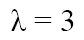 λ = 3